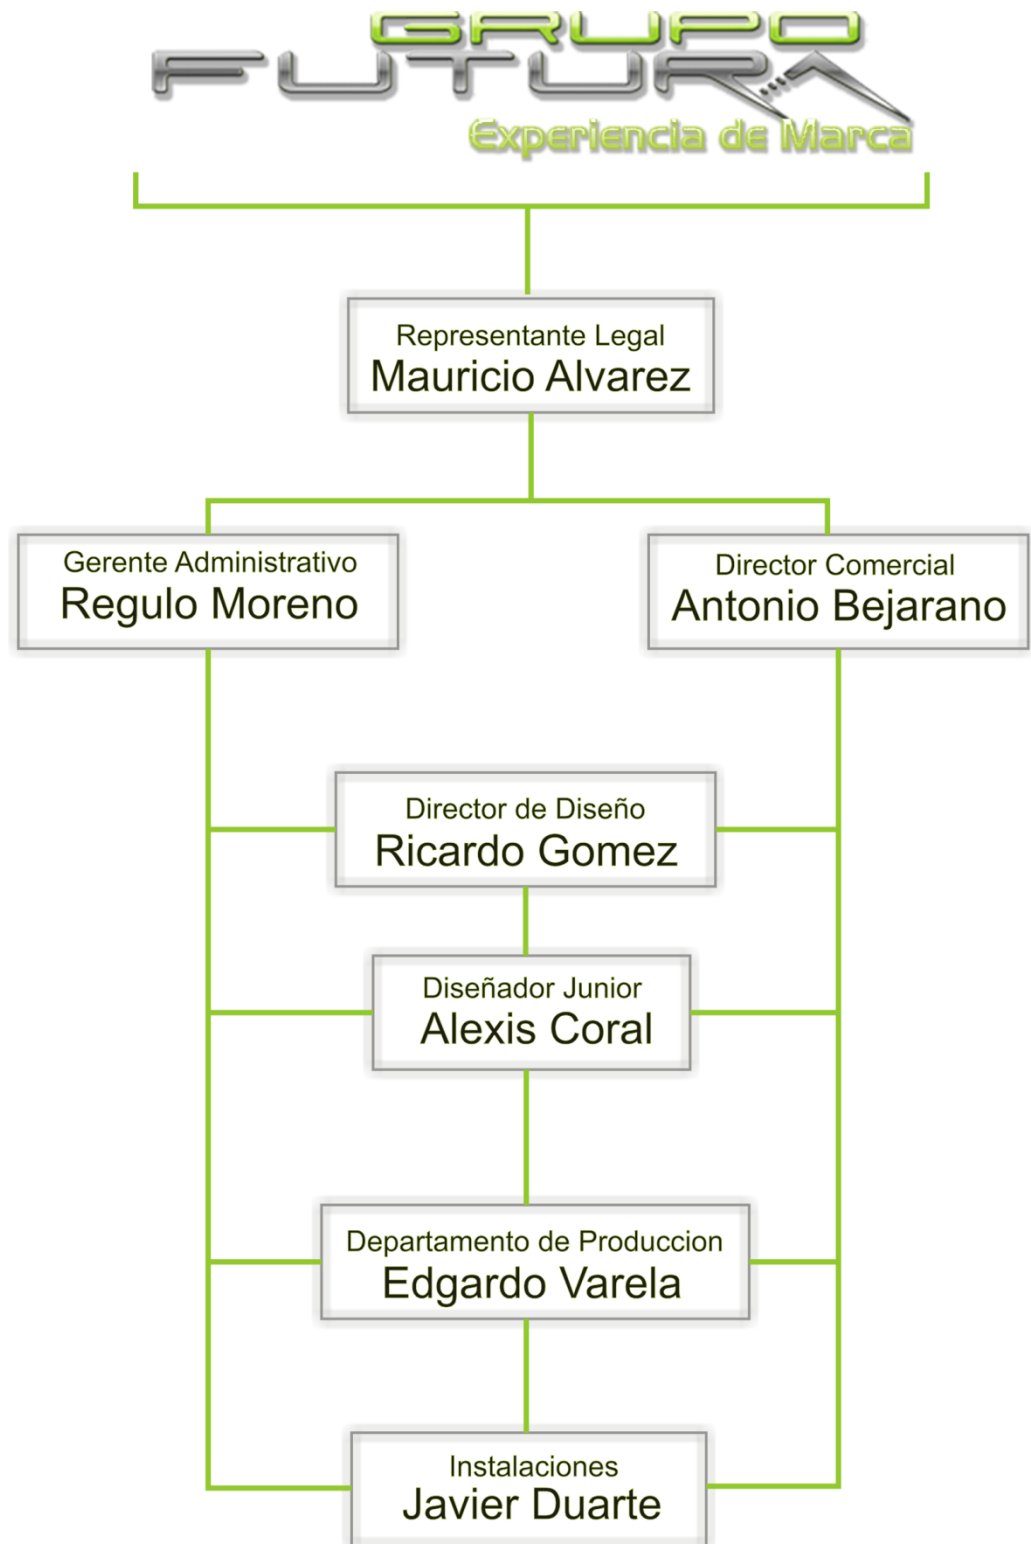 GRUPO
FUTURA
Experiencia de Marca
Representante Legal
Mauricio Alvarez
Gerente Administrativo
Regulo Moreno
Director Comercial
Antonio Bejarano
Director de Diseño
Ricardo Gomez
Diseñador Junior
Alexis Coral
Departamento de Produccion
Edgardo Varela
Instalaciones
Javier Duarte